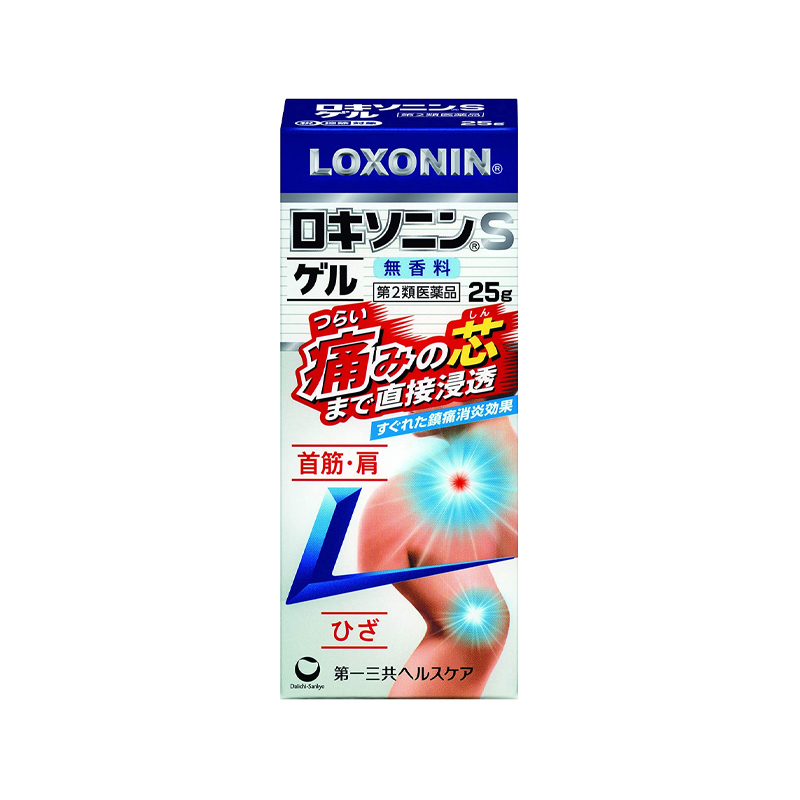 ロキソニンS
ゲル
第2類医薬品
25g
LOXONIN®
ロキソニン®S
ゲル
無香料
第2類医薬品
25g
つらい
痛みの芯
しん
まで直接浸透
すぐれた鎮痛消炎効果
首筋・肩
ひざ
Daiichi-Sankyo
第一三共ヘルスケア